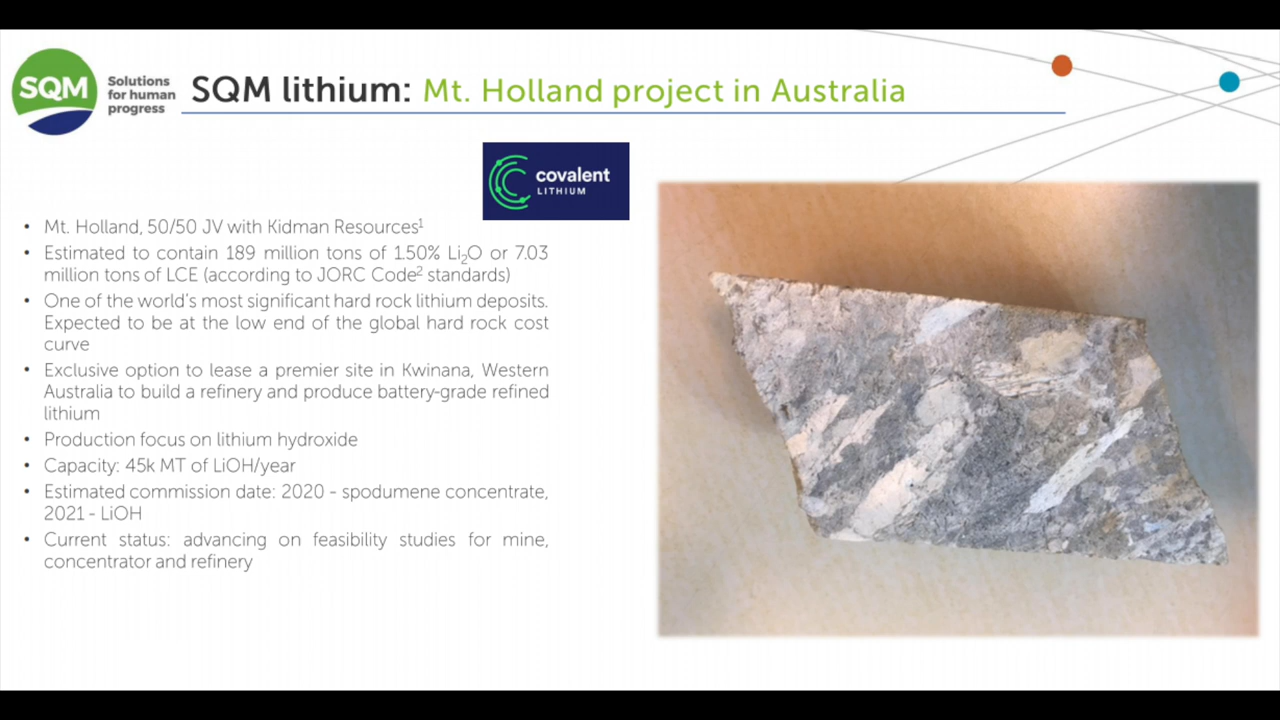 SQM
Solutions
for human
progress
SQM lithium: Mt. Holland project in Australia
covalent
LITHIUM
• Mt. Holland, 50/50 JV with Kidman Resources¹
• Estimated to contain 189 million tons of 1.50% Li₂O or 7.03
million tons of LCE (according to JORC Code² standards)
• One of the world's most significant hard rock lithium deposits.
Expected to be at the low end of the global hard rock cost
curve
• Exclusive option to lease a premier site in Kwinana, Western
Australia to build a refinery and produce battery-grade refined
lithium
• Production focus on lithium hydroxide
• Capacity: 45k MT of LiOH/year
• Estimated commission date: 2020 - spodumene concentrate,
2021 - LiOH
• Current status: advancing on feasibility studies for mine,
concentrator and refinery